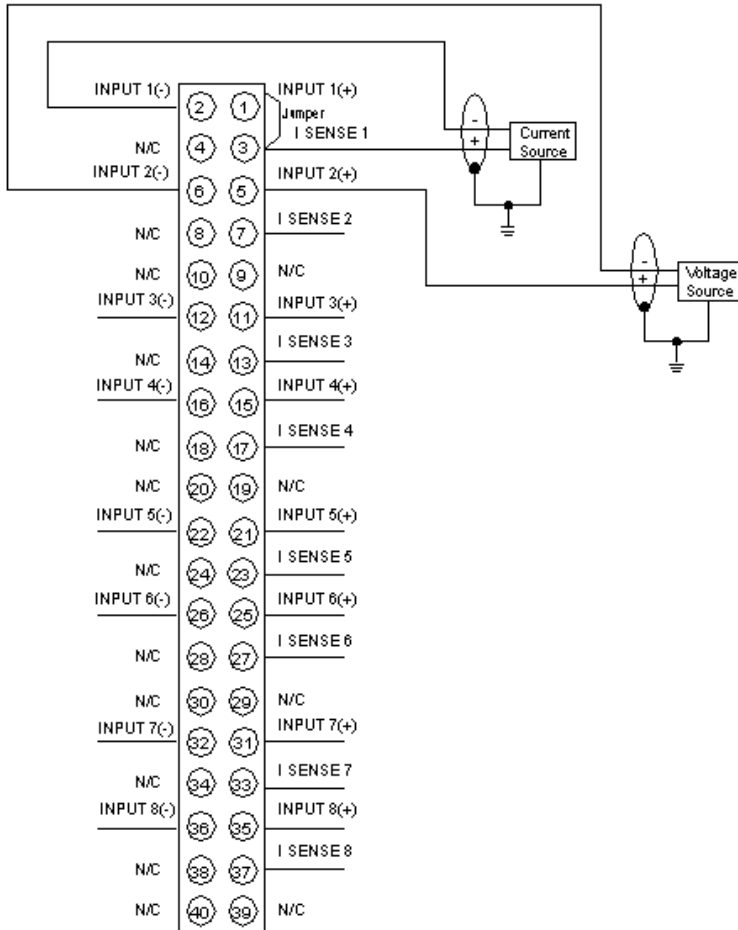 INPUT 1(-) 2 1 INPUT 1(+)
Jumper
N/C 4 3 I SENSE 1
- + Current Source
INPUT 2(-) 6 5 INPUT 2(+)
N/C 8 7 I SENSE 2
- + Voltage Source
N/C 10 9 N/C
INPUT 3(-) 12 11 INPUT 3(+)
N/C 14 13 I SENSE 3
INPUT 4(-) 16 15 INPUT 4(+)
N/C 18 17 I SENSE 4
N/C 20 19 N/C
INPUT 5(-) 22 21 INPUT 5(+)
N/C 24 23 I SENSE 5
INPUT 6(-) 26 25 INPUT 6(+)
N/C 28 27 I SENSE 6
N/C 30 29 N/C
INPUT 7(-) 32 31 INPUT 7(+)
N/C 34 33 I SENSE 7
INPUT 8(-) 36 35 INPUT 8(+)
N/C 38 37 I SENSE 8
N/C 40 39 N/C